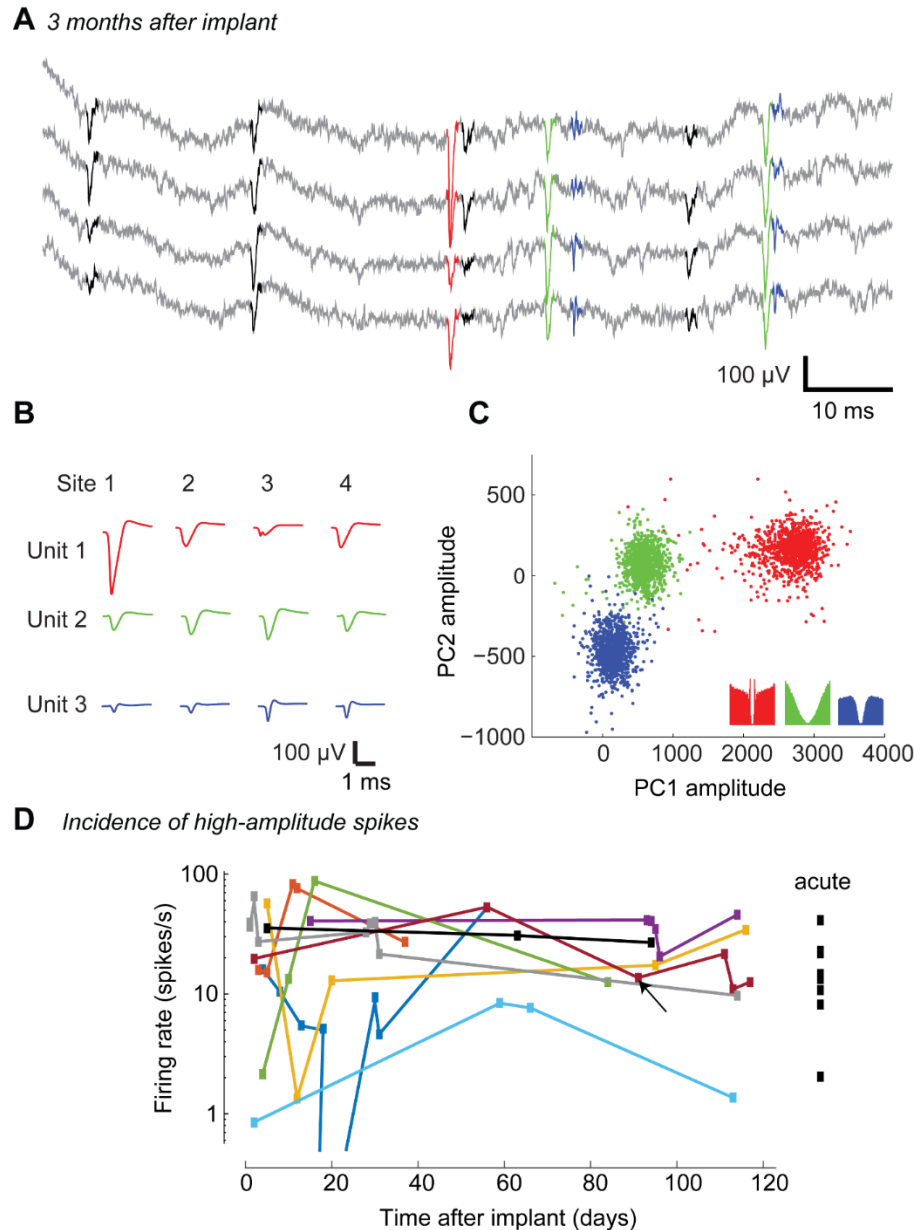 A 3 months after implant
100 µV
10 ms
B
Site 1 2 3 4
Unit 1
Unit 2
Unit 3
100 µV
1 ms
C
PC2 amplitude
500
0
−500
−1000
0 1000 2000 3000 4000
PC1 amplitude
D Incidence of high-amplitude spikes
Firing rate (spikes/s)
100
10
1
acute
0 20 40 60 80 100 120
Time after implant (days)